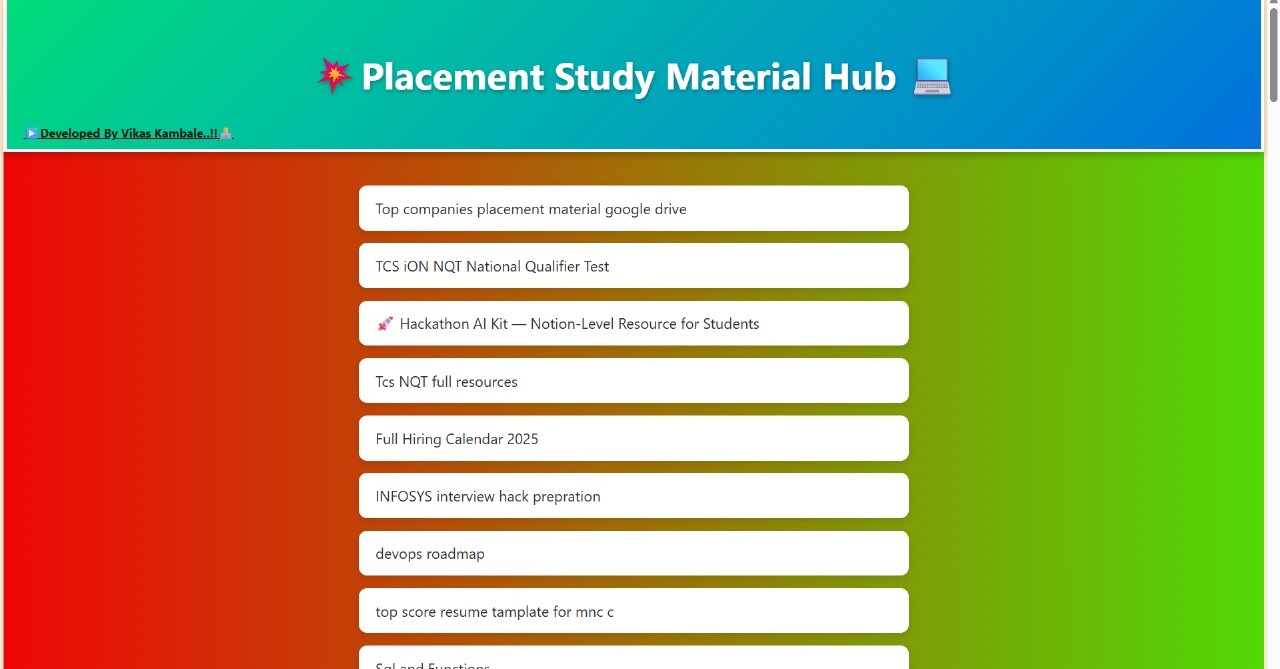 💥 Placement Study Material Hub 💻
Developed By Vikas Kambale..!!
Top companies placement material google drive
TCS iON NQT National Qualifier Test
🚀 Hackathon AI Kit — Notion-Level Resource for Students
Tcs NQT full resources
Full Hiring Calendar 2025
INFOSYS interview hack prepration
devops roadmap
top score resume tamplate for mnc c
Sql and Functions